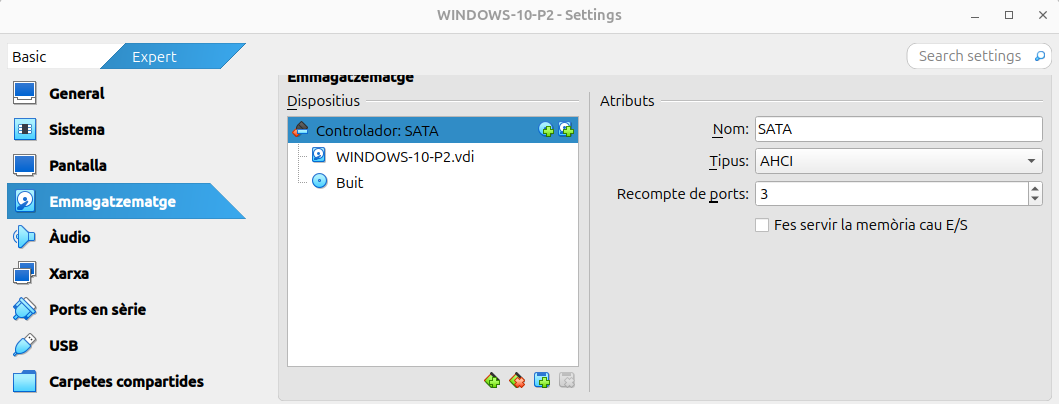 WINDOWS-10-P2 - Settings
Basic
Expert
Search settings
General
Sistema
Pantalla
Emmagatzematge
Àudio
Xarxa
Ports en sèrie
USB
Carpetes compartides
Emmagatzematge
Dispositius
Controlador: SATA
WINDOWS-10-P2.vdi
Buit
Atributs
Nom: SATA
Tipus: AHCI
Recompte de ports: 3
Fes servir la memòria cau E/S